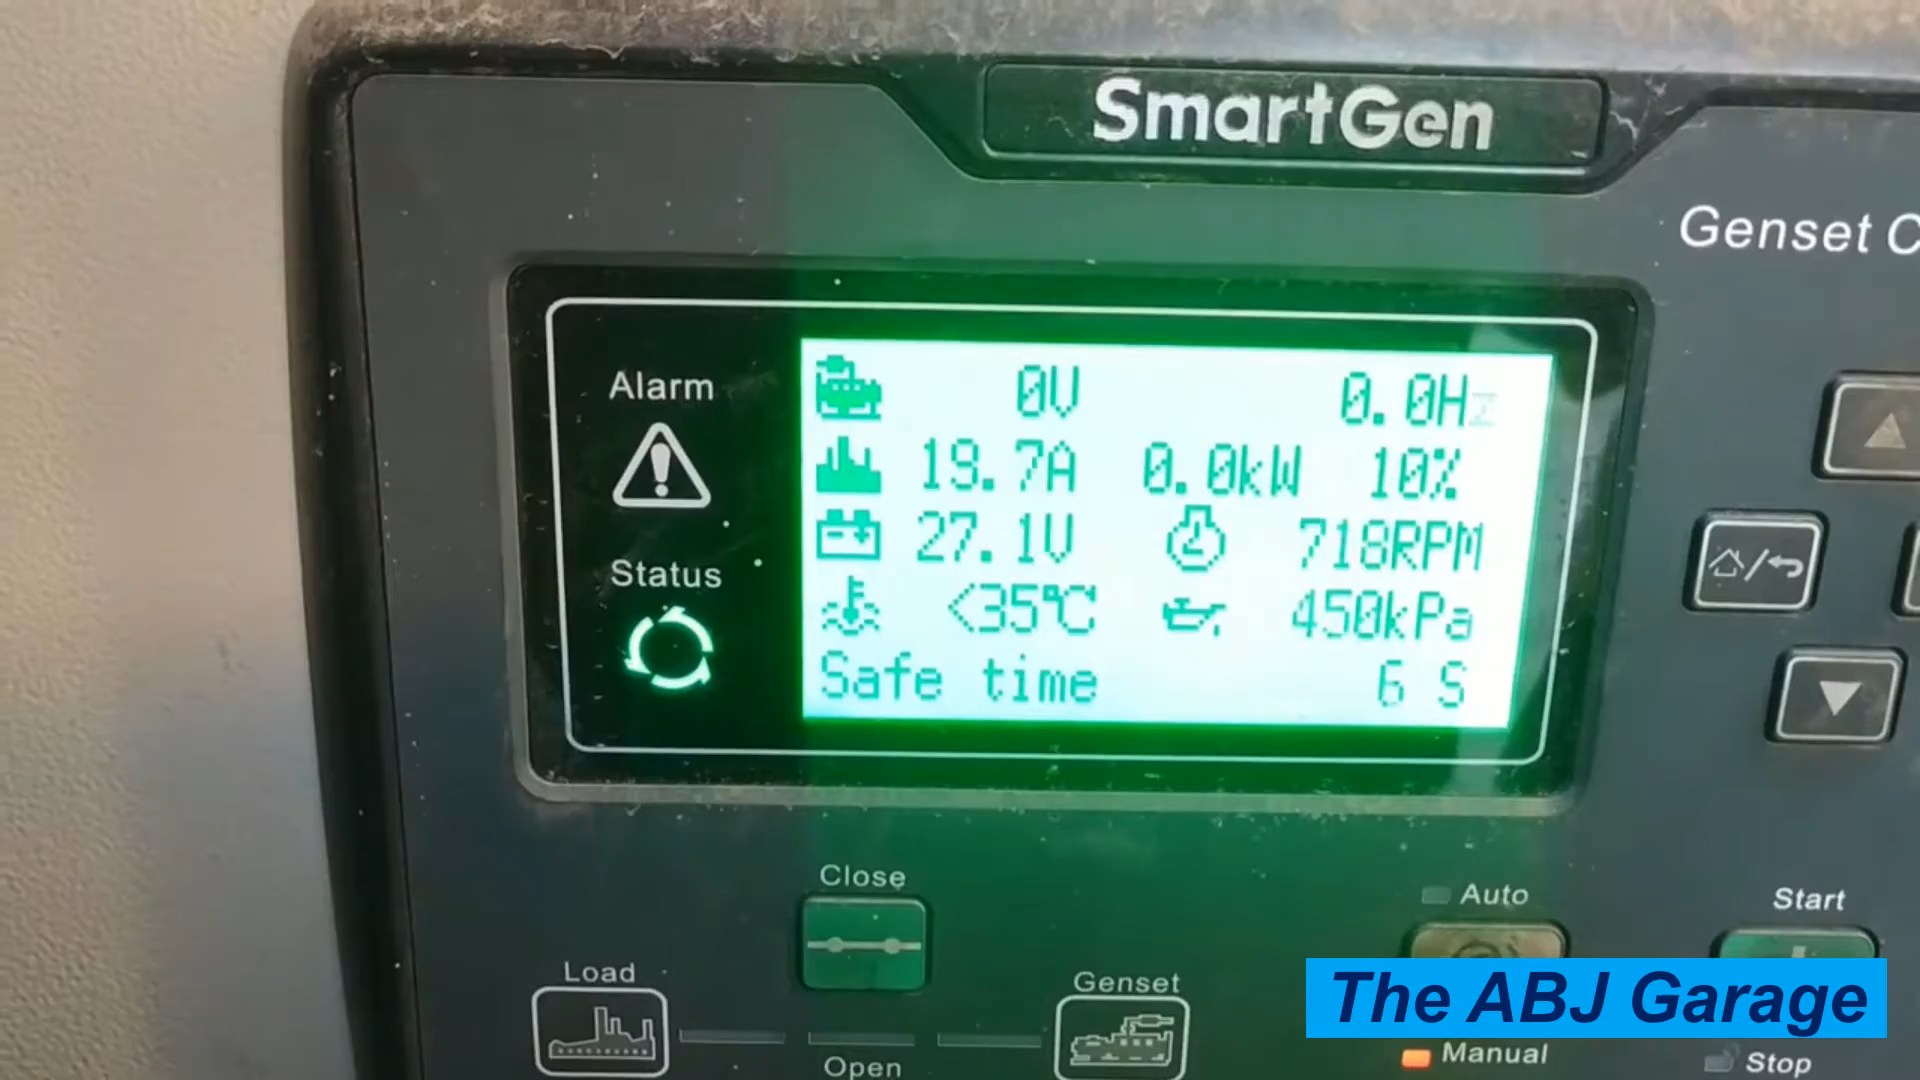 SmartGen
Genset C
Alarm
0V 0.0Hz
19.7A 0.0kW 10%
27.1V 718RPM
Status
<35℃ 450kPa
Safe time 6 S
Close
Auto
Start
Load
Genset
The ABJ Garage
Open
Manual
Stop